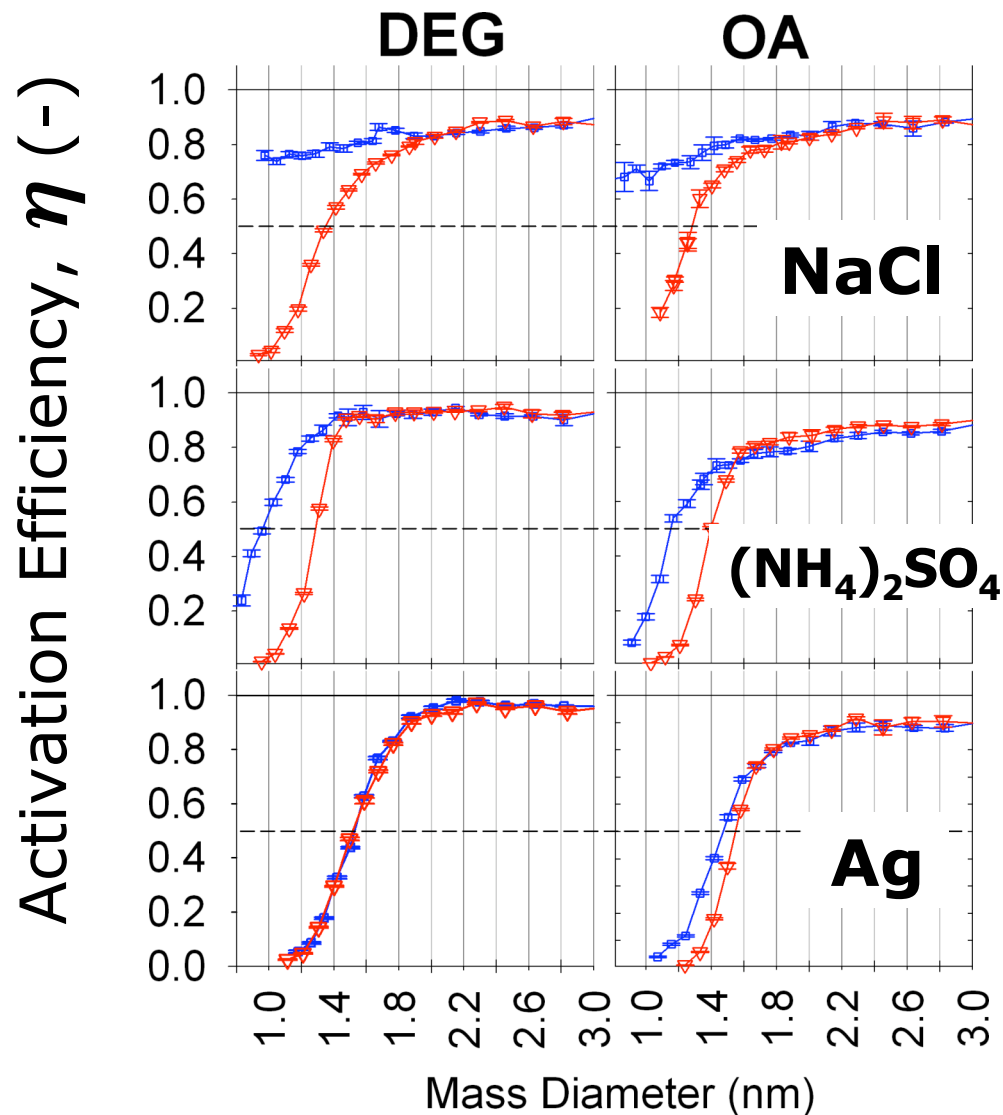 DEG OA
Activation Efficiency, η (-)
1.0
0.8
0.6
0.4
0.2
NaCl
1.0
0.8
0.6
0.4
0.2
(NH₄)₂SO₄
1.0
0.8
0.6
0.4
0.2
0.0
Ag
1.0 1.4 1.8 2.2 2.6 3.0 1.0 1.4 1.8 2.2 2.6 3.0
Mass Diameter (nm)